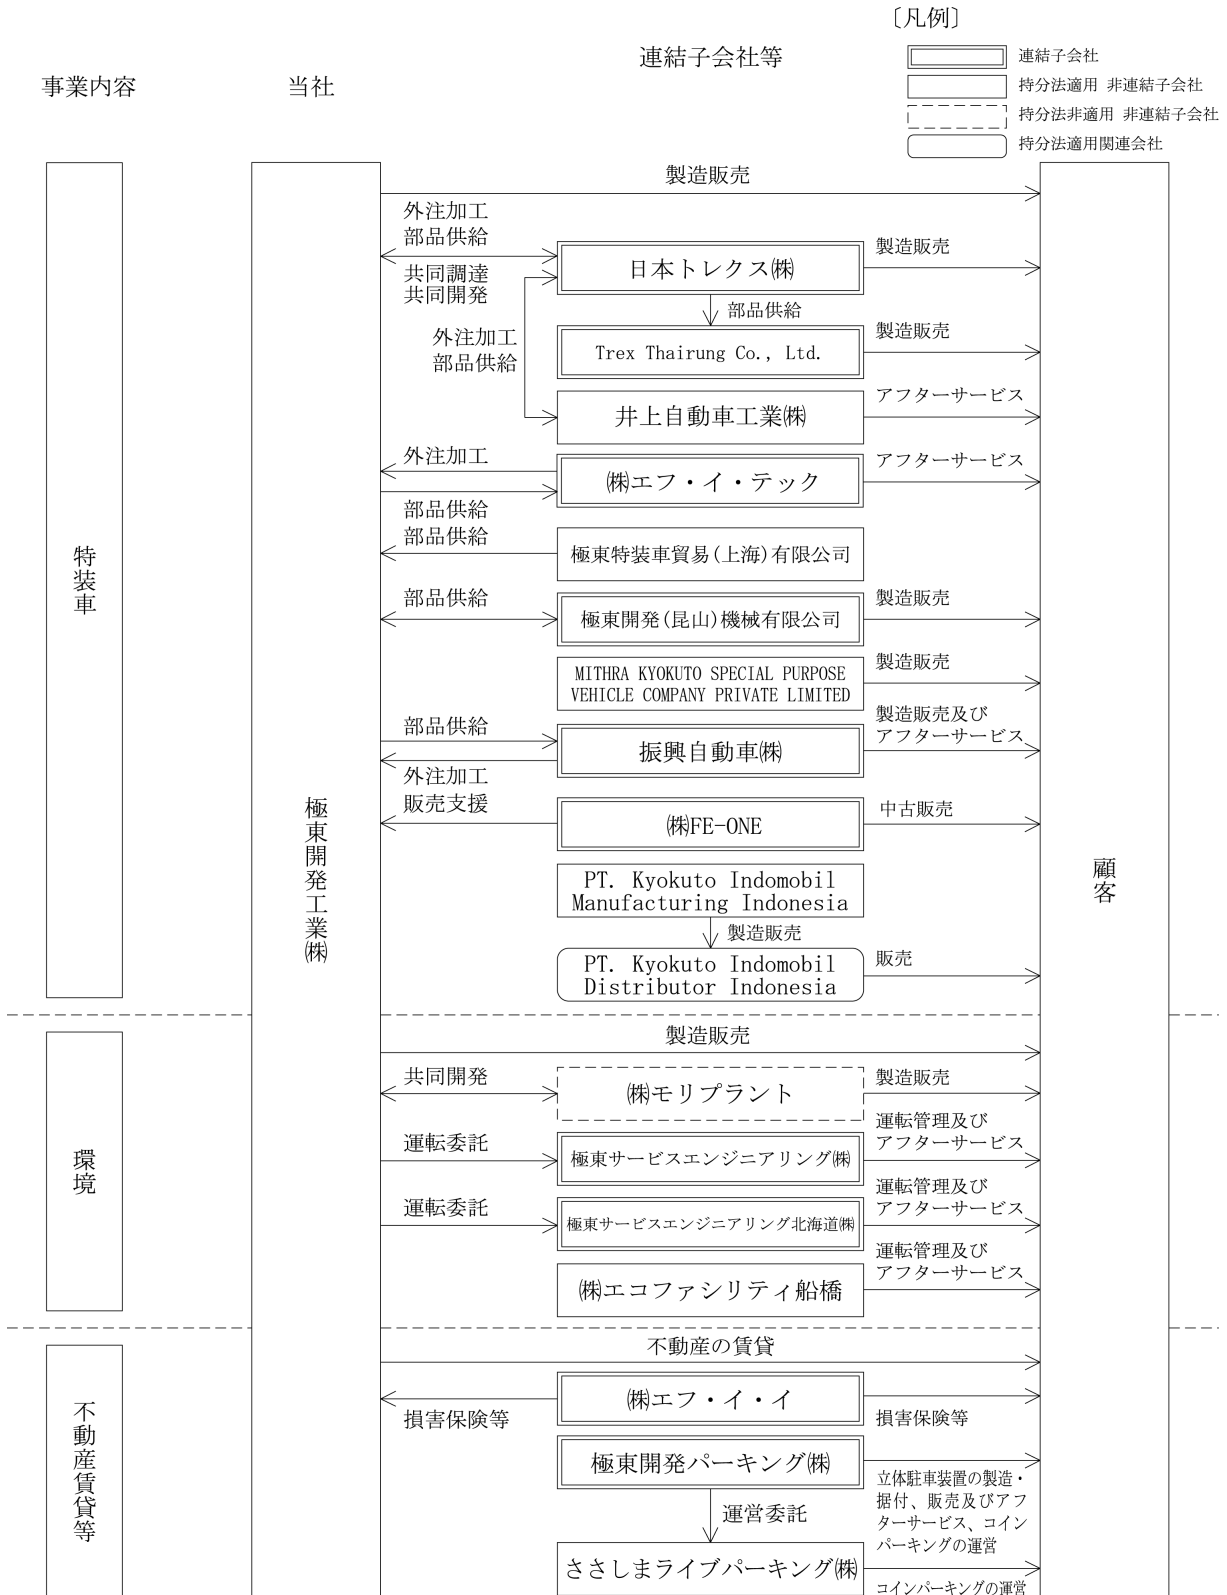 〔凡例〕
連結子会社
持分法適用 非連結子会社
持分法非適用 非連結子会社
持分法適用関連会社
事業内容
当社
連結子会社等
特装車
極東開発工業㈱
顧客
製造販売
外注加工
部品供給
共同調達
共同開発
日本トレクス㈱
製造販売
部品供給
外注加工
部品供給
Trex Thairung Co., Ltd.
製造販売
井上自動車工業㈱
アフターサービス
外注加工
部品供給
㈱エフ・イ・テック
アフターサービス
部品供給
極東特装車貿易(上海)有限公司
部品供給
極東開発(昆山)機械有限公司
製造販売
MITHRA KYOKUTO SPECIAL PURPOSE
VEHICLE COMPANY PRIVATE LIMITED
製造販売
部品供給
外注加工
振興自動車㈱
製造販売及び
アフターサービス
販売支援
㈱FE-ONE
中古販売
PT. Kyokuto Indomobil
Manufacturing Indonesia
製造販売
PT. Kyokuto Indomobil
Distributor Indonesia
販売
環境
製造販売
共同開発
㈱モリプラント
製造販売
運転委託
極東サービスエンジニアリング㈱
運転管理及び
アフターサービス
運転委託
極東サービスエンジニアリング北海道㈱
運転管理及び
アフターサービス
㈱エコファシリティ船橋
運転管理及び
アフターサービス
不動産賃貸等
不動産の賃貸
損害保険等
㈱エフ・イ・イ
損害保険等
極東開発パーキング㈱
立体駐車装置の製造・
据付、販売及びアフ
ターサービス、コイン
パーキングの運営
運営委託
ささしまライブパーキング㈱
コインパーキングの運営